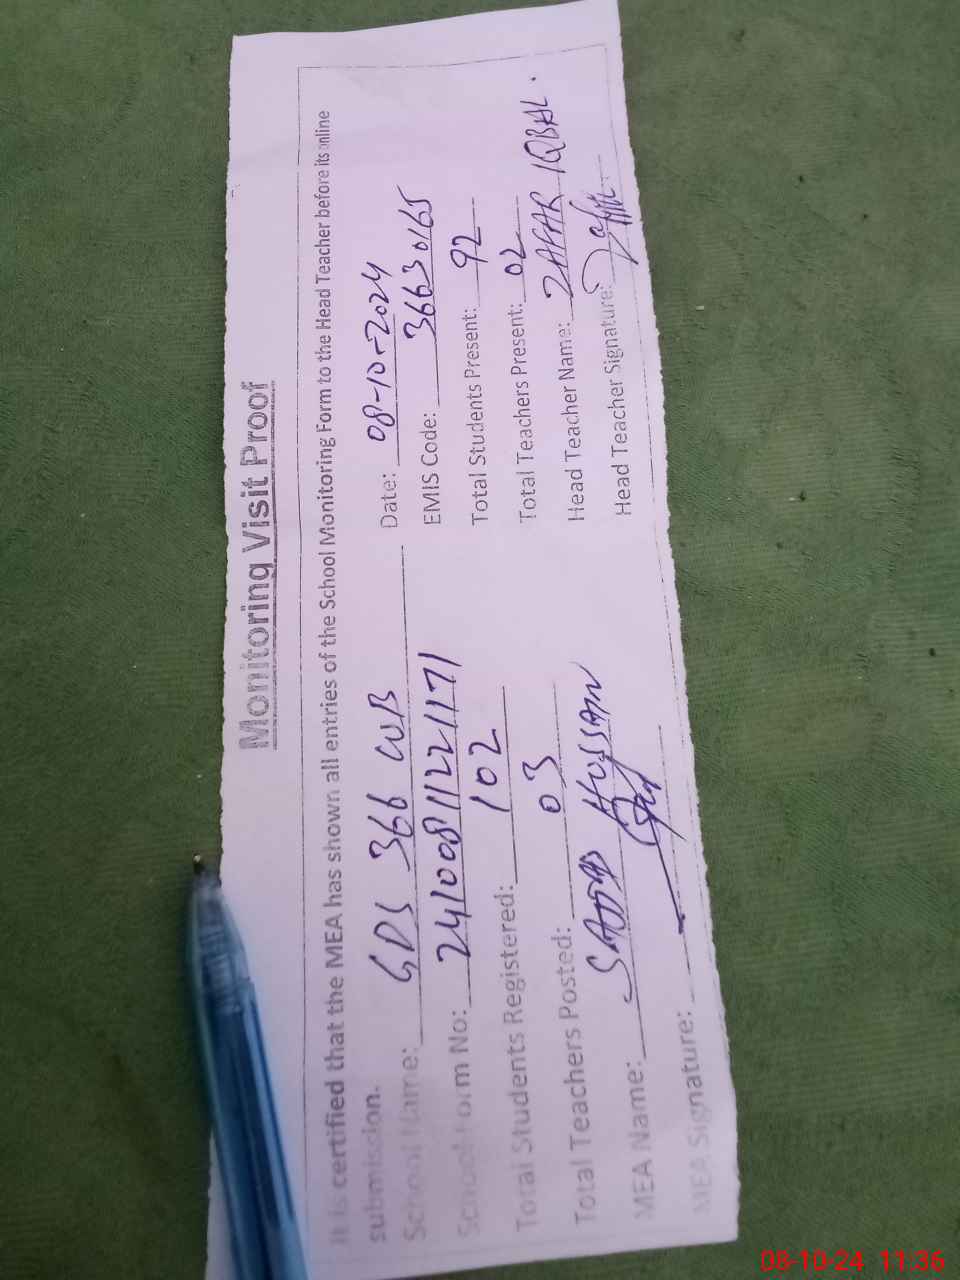 Monitoring Visit Proof
It is certified that the MEA has shown all entries of the School Monitoring Form to the Head Teacher before its online
submission.
School Name: GPS 366 WB Date: 08-10-2024
School Form No: 241008112211171 EMIS Code: 36630165
Total Students Registered: 102 Total Students Present: 92
Total Teachers Posted: 03 Total Teachers Present: 02
MEA Name: Hussain Head Teacher Name: ZAFAR IQBAL.
MEA Signature: Head Teacher Signature:
08-10-24 11:36